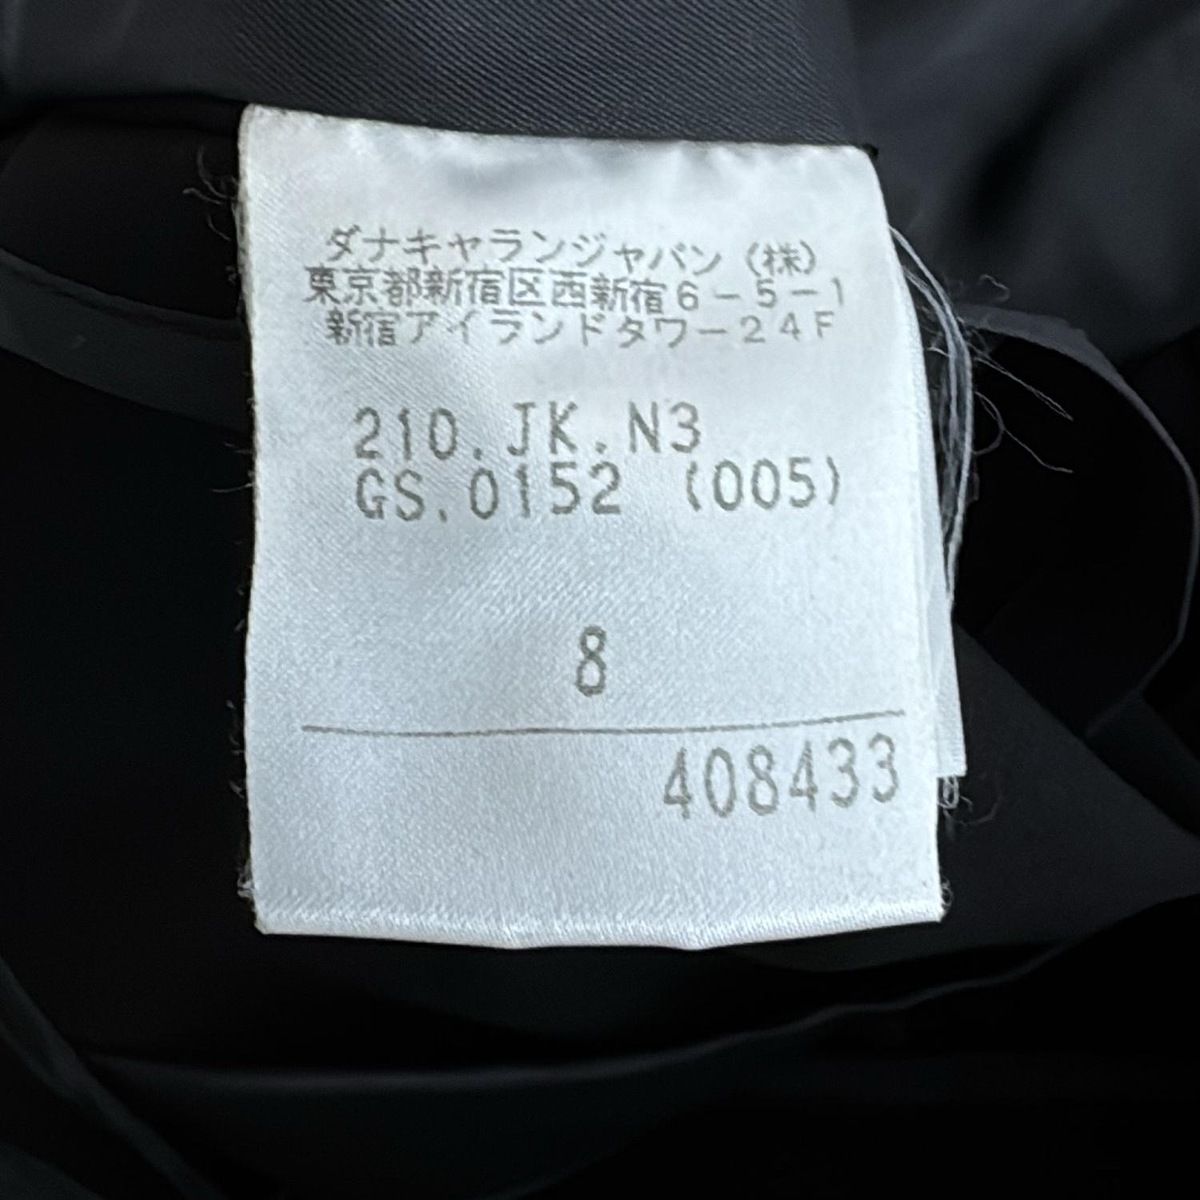 ダナキャランジャパン（株）
東京都新宿区西新宿６－５－１
新宿アイランドタワー２４Ｆ
210.JK.N3
GS.0152 (005)
8
408433